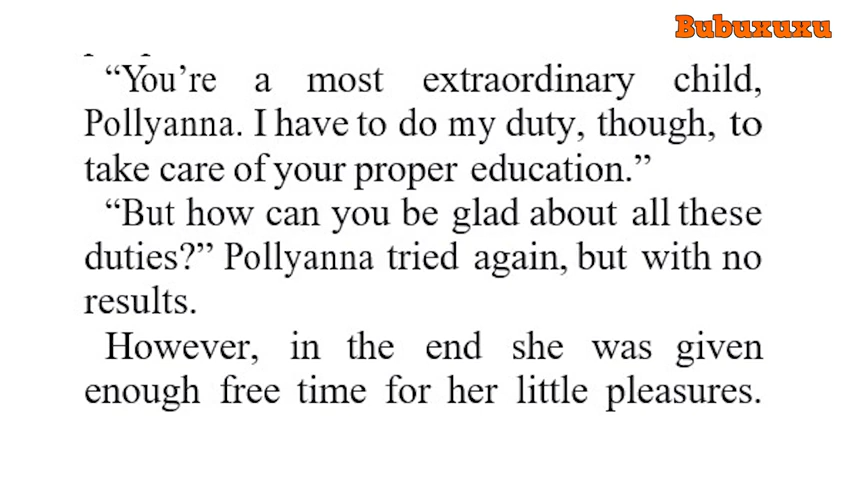 Bubuxuxu
“You’re a most extraordinary child,
Pollyanna. I have to do my duty, though, to
take care of your proper education.”
“But how can you be glad about all these
duties?” Pollyanna tried again, but with no
results.
However, in the end she was given
enough free time for her little pleasures.